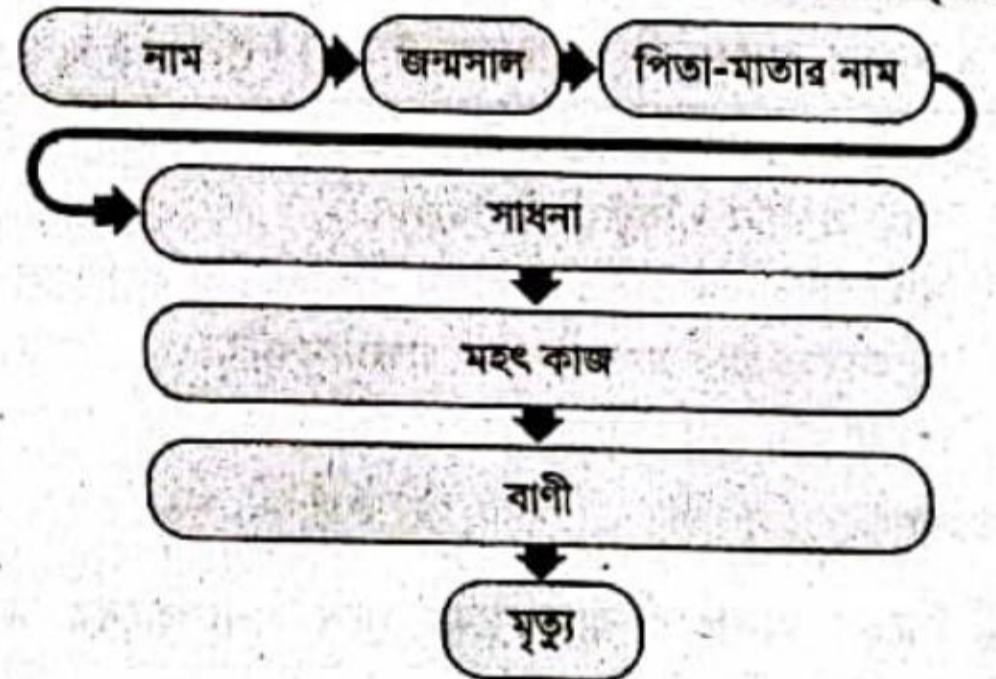 নাম জন্মসাল পিতা-মাতার নাম
সাধনা
মহৎ কাজ
বাণী
মৃত্যু